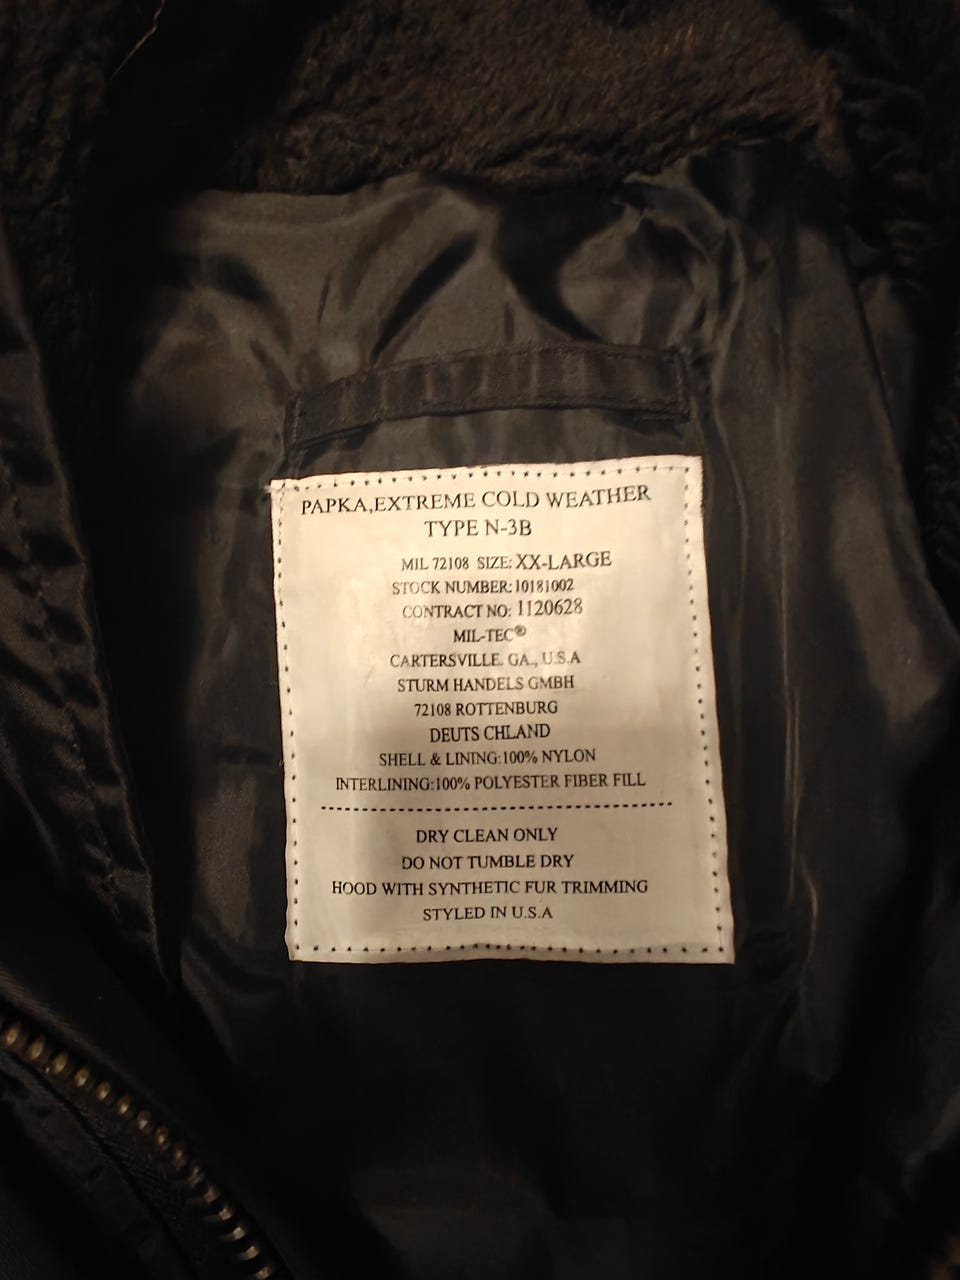 PAPKA,EXTREME COLD WEATHER
TYPE N-3B
MIL 72108 SIZE: XX-LARGE
STOCK NUMBER: 10181002
CONTRACT NO: 1120628
MIL-TEC®
CARTERSVILLE. GA., U.S.A
STURM HANDELS GMBH
72108 ROTTENBURG
DEUTS CHLAND
SHELL & LINING:100% NYLON
INTERLINING:100% POLYESTER FIBER FILL
DRY CLEAN ONLY
DO NOT TUMBLE DRY
HOOD WITH SYNTHETIC FUR TRIMMING
STYLED IN U.S.A